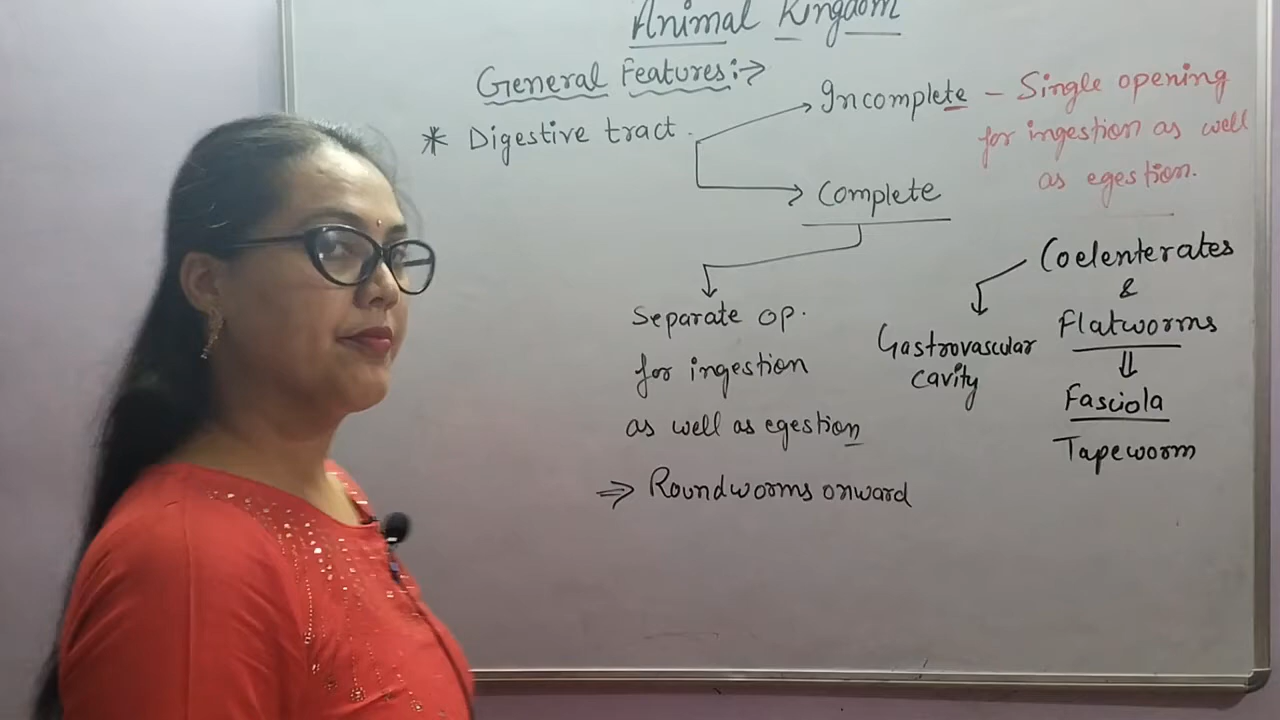 Animal Kingdom
General Features:→
Incomplete - Single opening
for ingestion as well
as egestion.
* Digestive tract.
Complete
Separate op.
for ingestion
as well as egestion
⇒ Roundworms onward
Coelenterates
&
Flatworms
Gastrovascular
cavity
⇓
Fasciola
Tapeworm